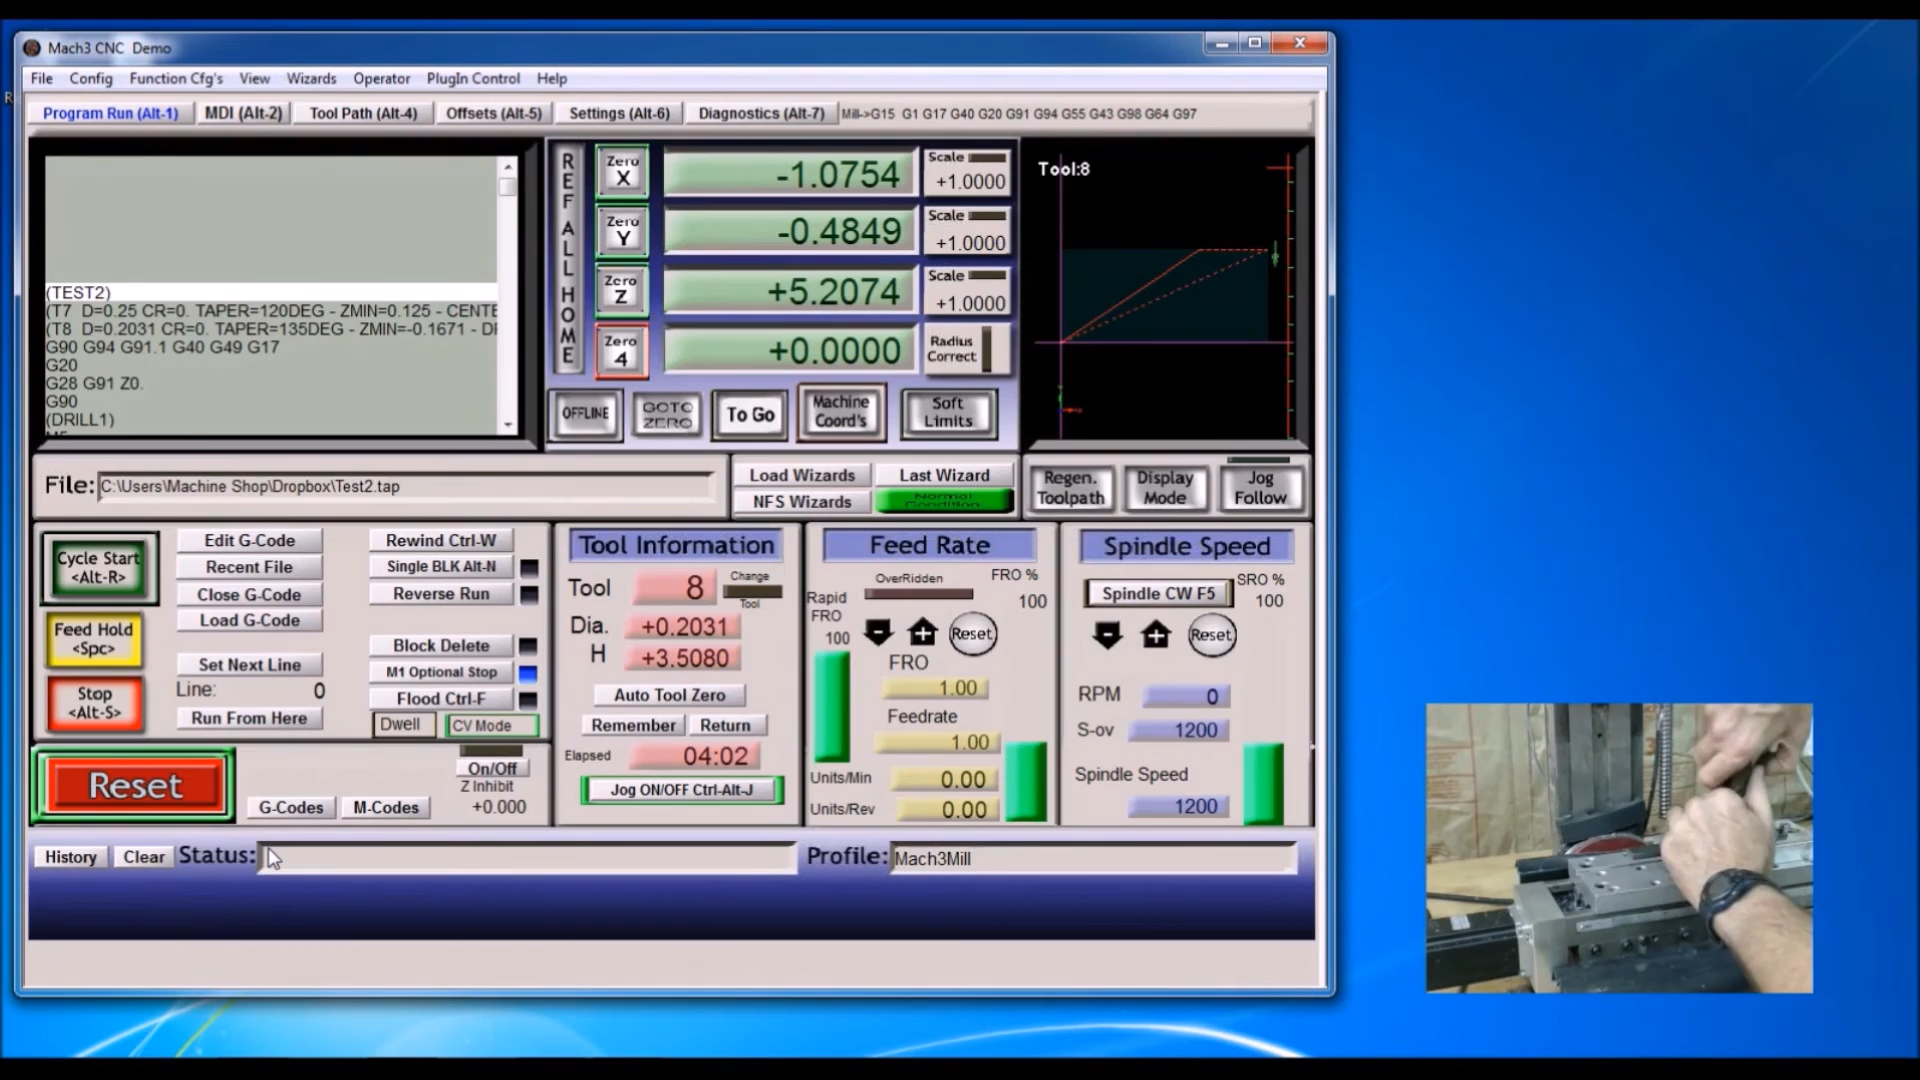 Mach3 CNC Demo
File Config Function Cfg's View Wizards Operator PlugIn Control Help
Program Run (Alt-1) MDI (Alt-2) Tool Path (Alt-4) Offsets (Alt-5) Settings (Alt-6) Diagnostics (Alt-7) Mill->G15 G1 G17 G40 G20 G91 G94 G55 G43 G98 G64 G97
(TEST2)
(T7 D=0.25 CR=0. TAPER=120DEG - ZMIN=0.125 - CENTE
(T8 D=0.2031 CR=0. TAPER=135DEG - ZMIN=-0.1671 - D
G90 G94 G91.1 G40 G49 G17
G20
G28 G91 Z0.
G90
(DRILL1)
REF ALL HOME
Zero X -1.0754 Scale +1.0000
Zero Y -0.4849 Scale +1.0000
Zero Z +5.2074 Scale +1.0000
Zero 4 +0.0000 Radius Correct
OFFLINE GOTO ZERO To Go Machine Coord's Soft Limits
Tool:8
File: C:\Users\Machine Shop\Dropbox\Test2.tap
Load Wizards Last Wizard
NFS Wizards Normal Condition
Regen. Toolpath Display Mode Jog Follow
Cycle Start <Alt-R>
Feed Hold <Spc>
Stop <Alt-S>
Edit G-Code
Recent File
Close G-Code
Load G-Code
Set Next Line
Line: 0
Run From Here
Rewind Ctrl-W
Single BLK Alt-N
Reverse Run
Block Delete
M1 Optional Stop
Flood Ctrl-F
Dwell CV Mode
Reset
G-Codes M-Codes
On/Off
Z Inhibit
+0.000
Tool Information
Tool 8 Change Tool
Dia. +0.2031
H +3.5080
Auto Tool Zero
Remember Return
Elapsed 04:02
Jog ON/OFF Ctrl-Alt-J
Feed Rate
OverRidden FRO %
100
Rapid FRO
100
Reset
FRO
1.00
Feedrate
1.00
Units/Min 0.00
Units/Rev 0.00
Spindle Speed
Spindle CW F5 SRO %
100
Reset
RPM 0
S-ov 1200
Spindle Speed
1200
History Clear Status: Profile: Mach3Mill